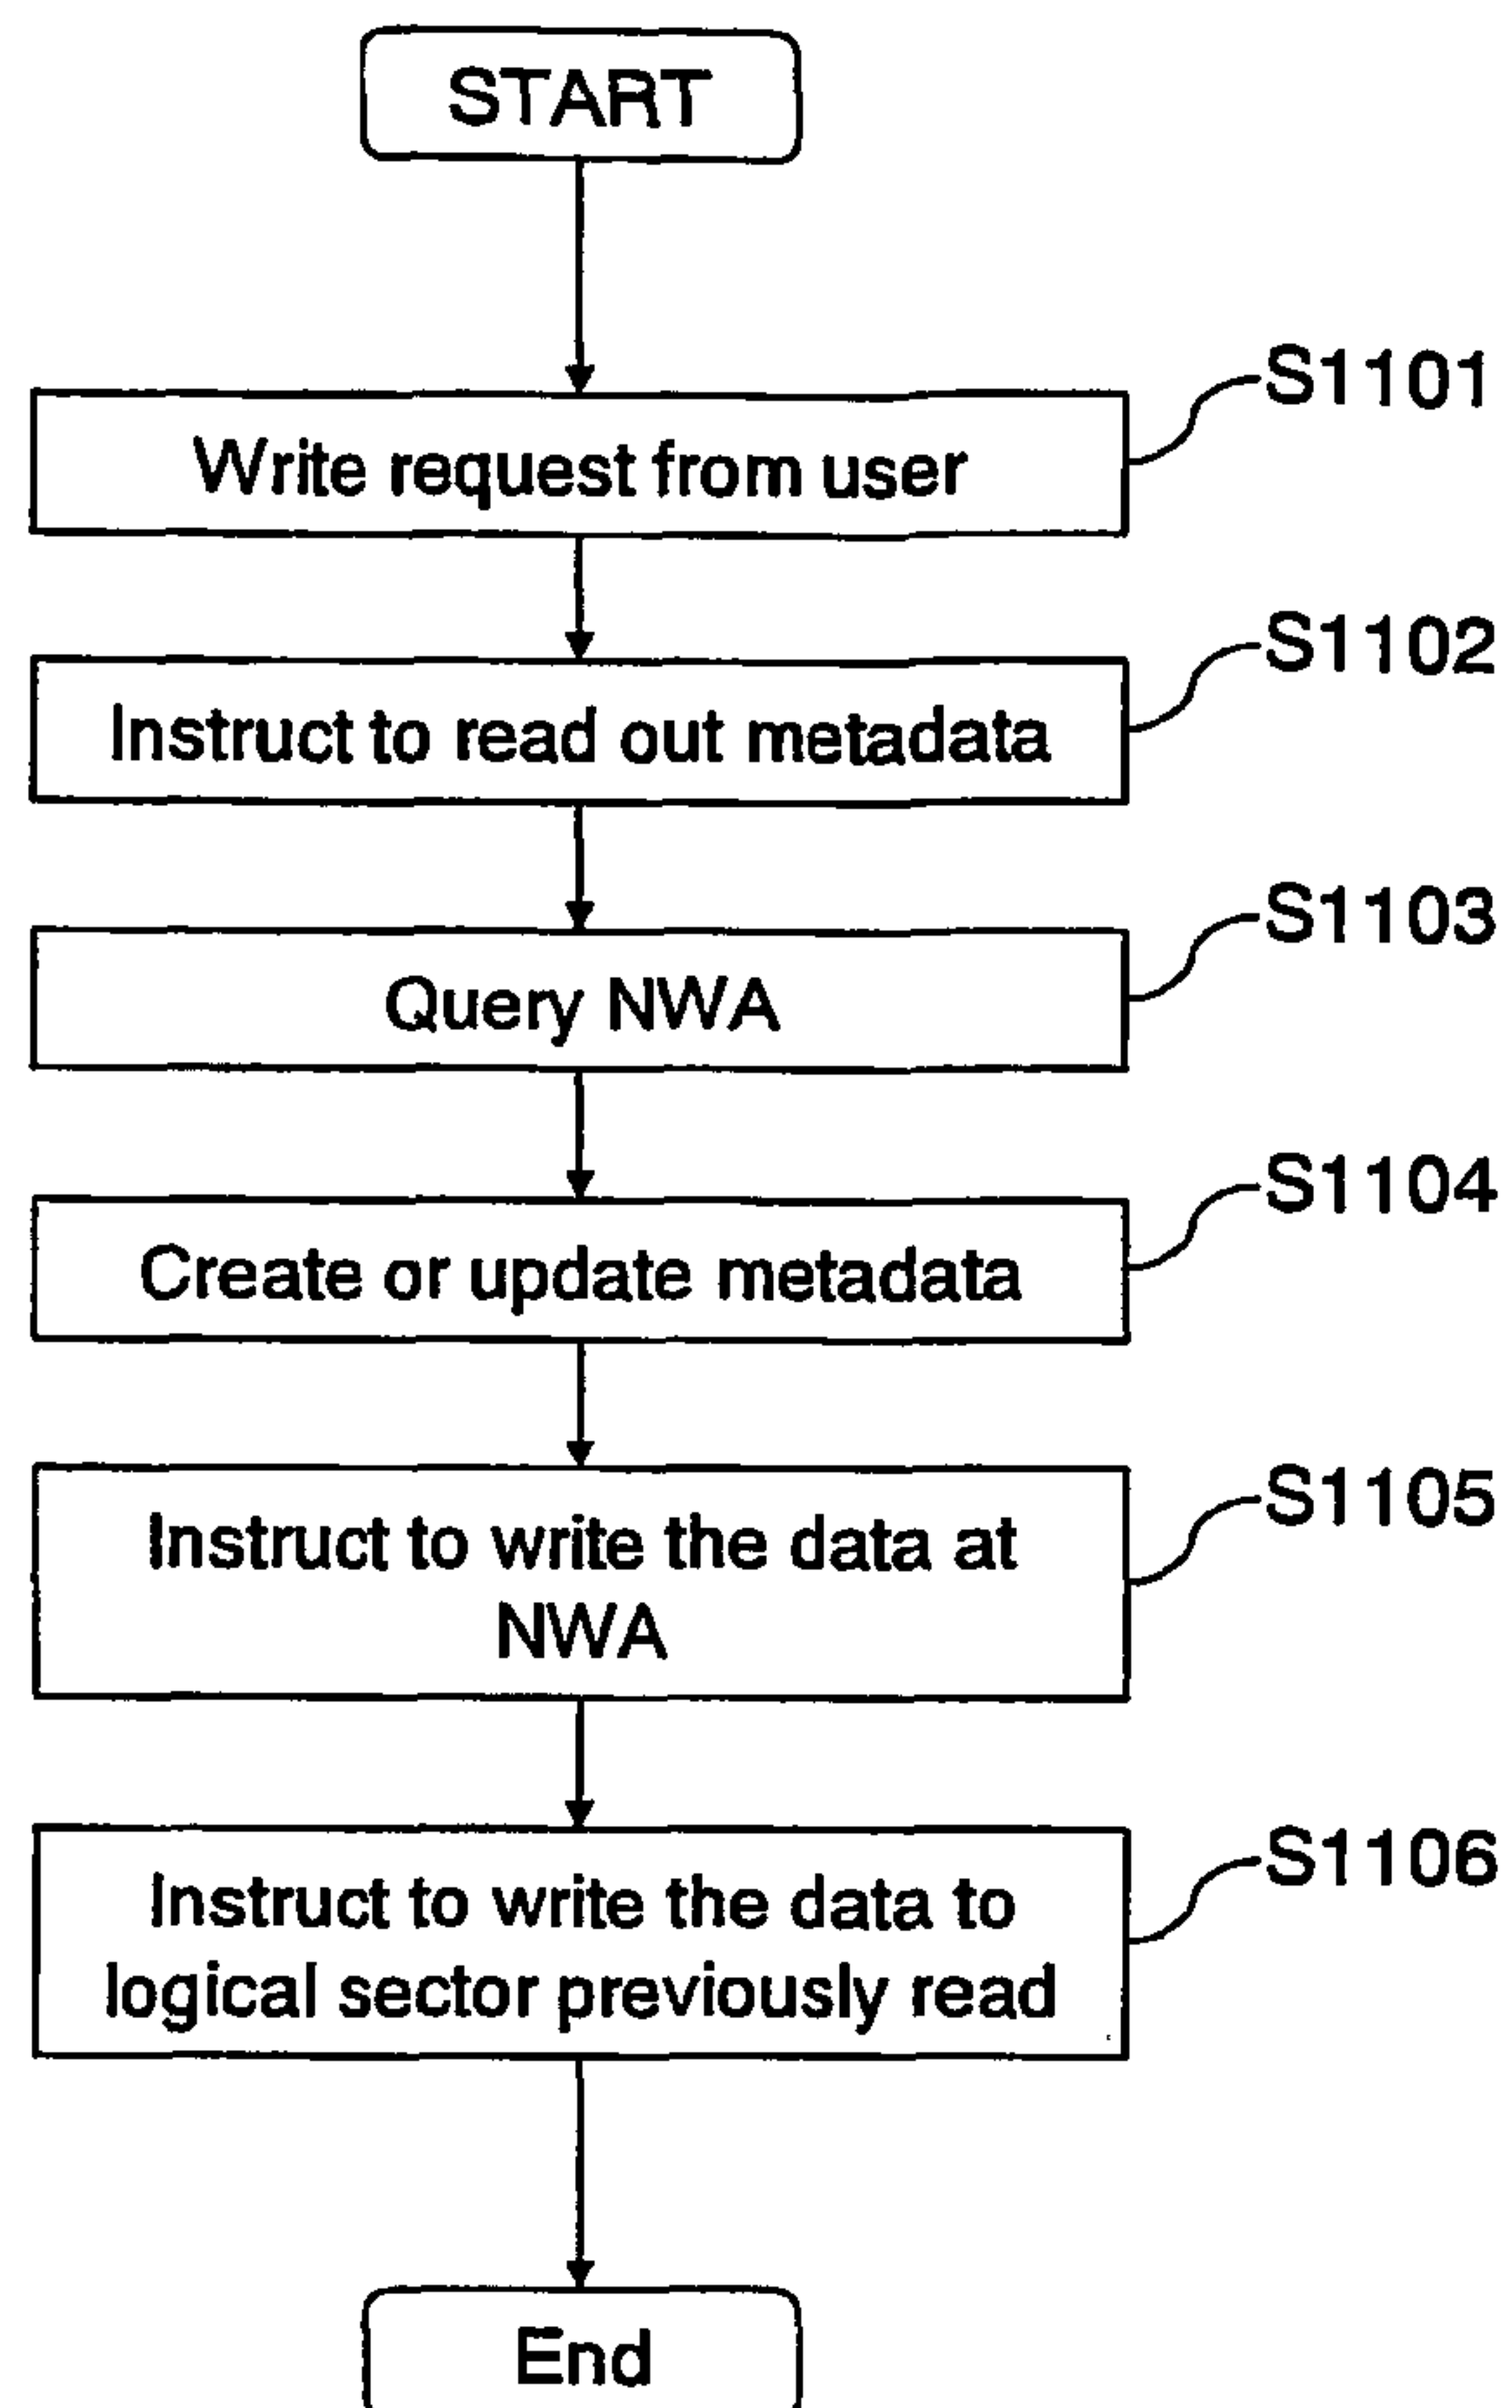 START
S1101
Write request from user
S1102
Instruct to read out metadata
S1103
Query NWA
S1104
Create or update metadata
S1105
Instruct to write the data at
NWA
S1106
Instruct to write the data to
logical sector previously read
End